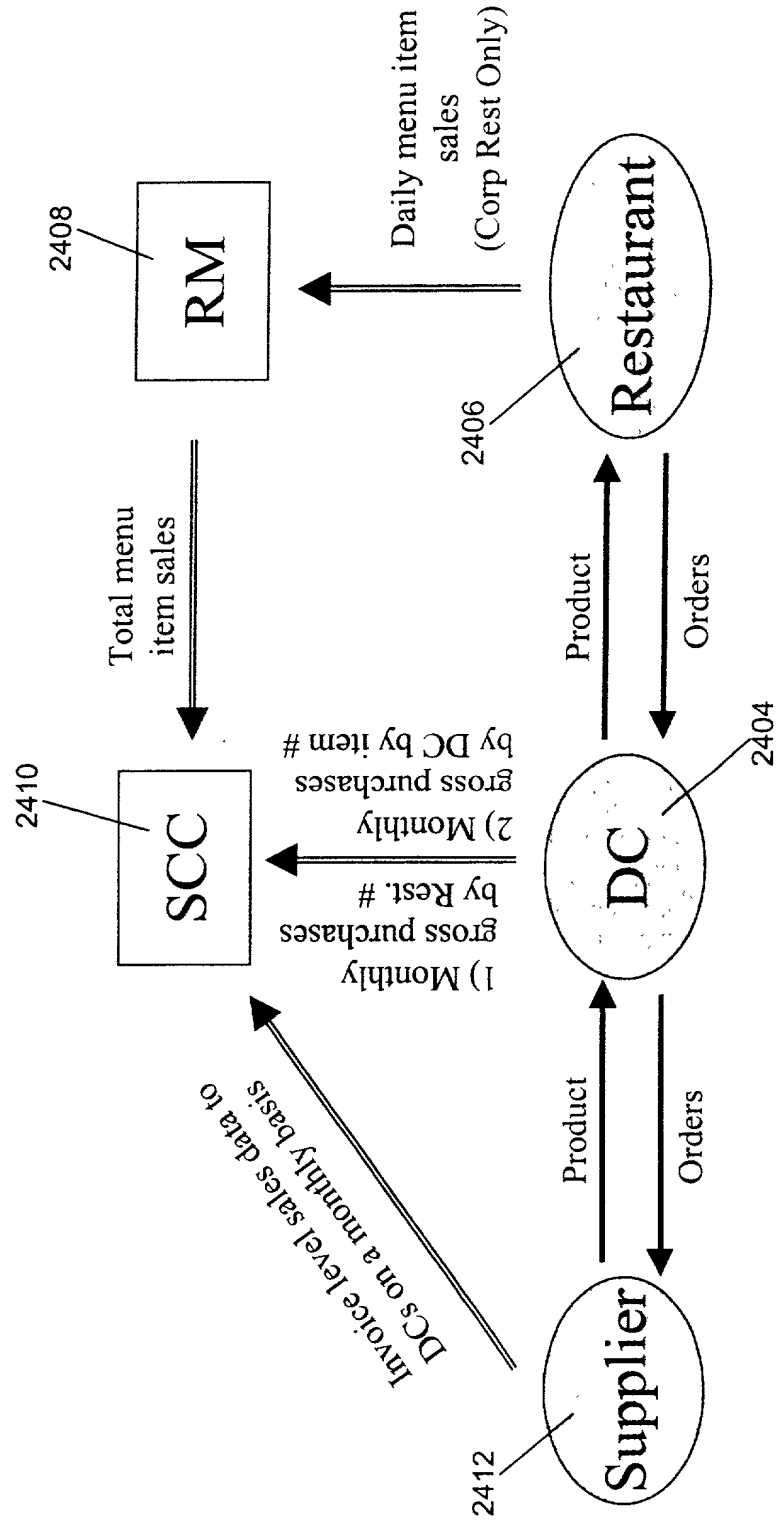 2410
SCC
Total menu
item sales
2408
RM
Invoice level sales data to
DCs on a monthly basis
1) Monthly
gross purchases
by Rest. #
2) Monthly
gross purchases
by DC by item #
Daily menu item
sales
(Corp Rest Only)
2412
Supplier
Product
Orders
DC
2404
Product
Orders
2406
Restaurant